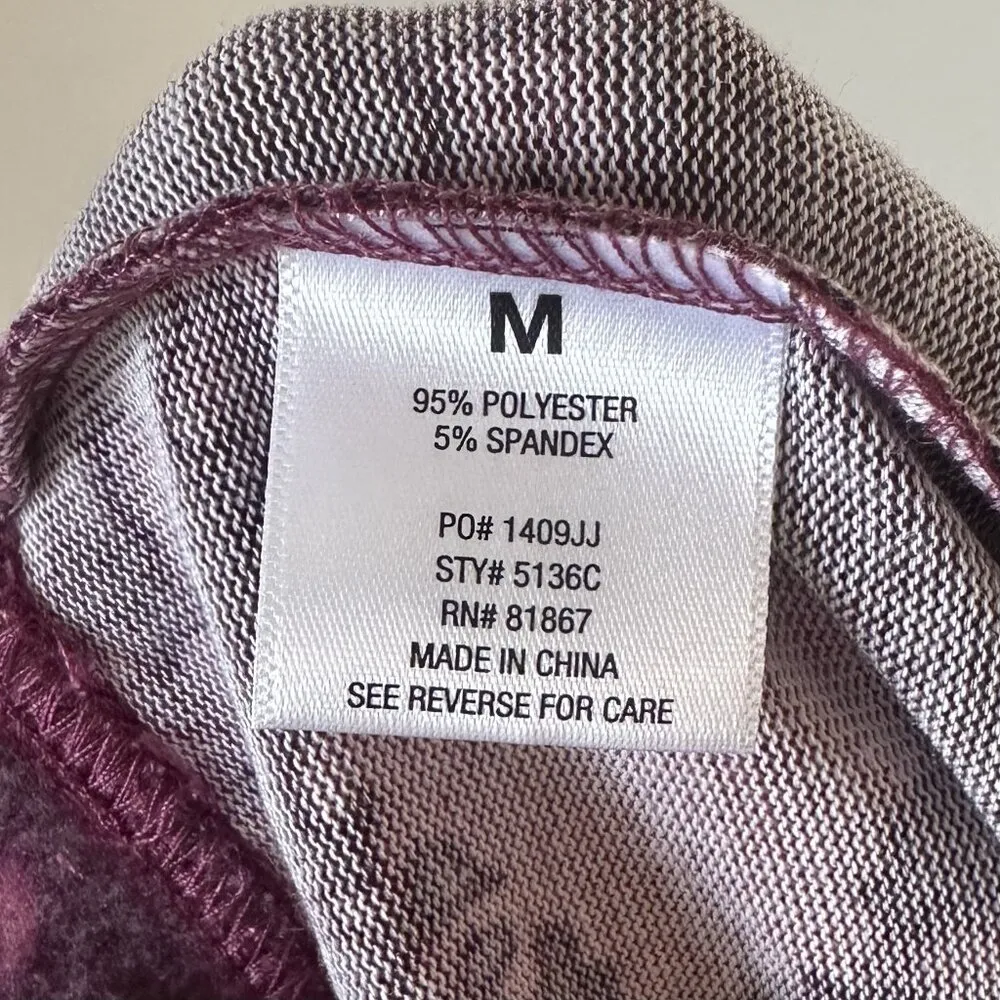 M
95% POLYESTER
5% SPANDEX
PO# 1409JJ
STY# 5136C
RN# 81867
MADE IN CHINA
SEE REVERSE FOR CARE